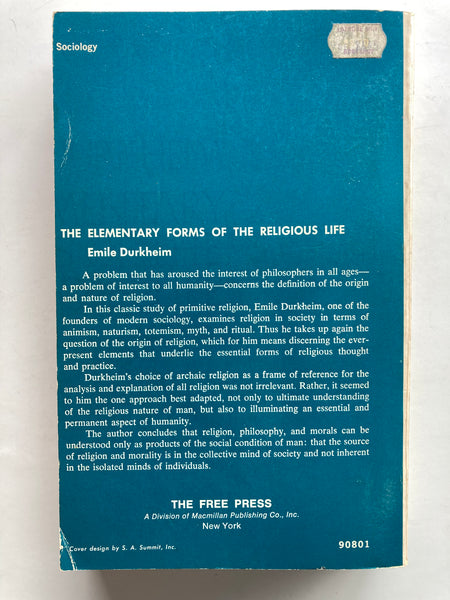 Sociology
THE ELEMENTARY FORMS OF THE RELIGIOUS LIFE
Emile Durkheim
A problem that has aroused the interest of philosophers in all ages—
a problem of interest to all humanity—concerns the definition of the origin
and nature of religion.
In this classic study of primitive religion, Emile Durkheim, one of the
founders of modern sociology, examines religion in society in terms of
animism, naturism, totemism, myth, and ritual. Thus he takes up again the
question of the origin of religion, which for him means discerning the ever-
present elements that underlie the essential forms of religious thought
and practice.
Durkheim's choice of archaic religion as a frame of reference for the
analysis and explanation of all religion was not irrelevant. Rather, it seemed
to him the one approach best adapted, not only to ultimate understanding
of the religious nature of man, but also to illuminating an essential and
permanent aspect of humanity.
The author concludes that religion, philosophy, and morals can be
understood only as products of the social condition of man: that the source
of religion and morality is in the collective mind of society and not inherent
in the isolated minds of individuals.
THE FREE PRESS
A Division of Macmillan Publishing Co., Inc.
New York
Cover design by S. A. Summit, Inc.
90801